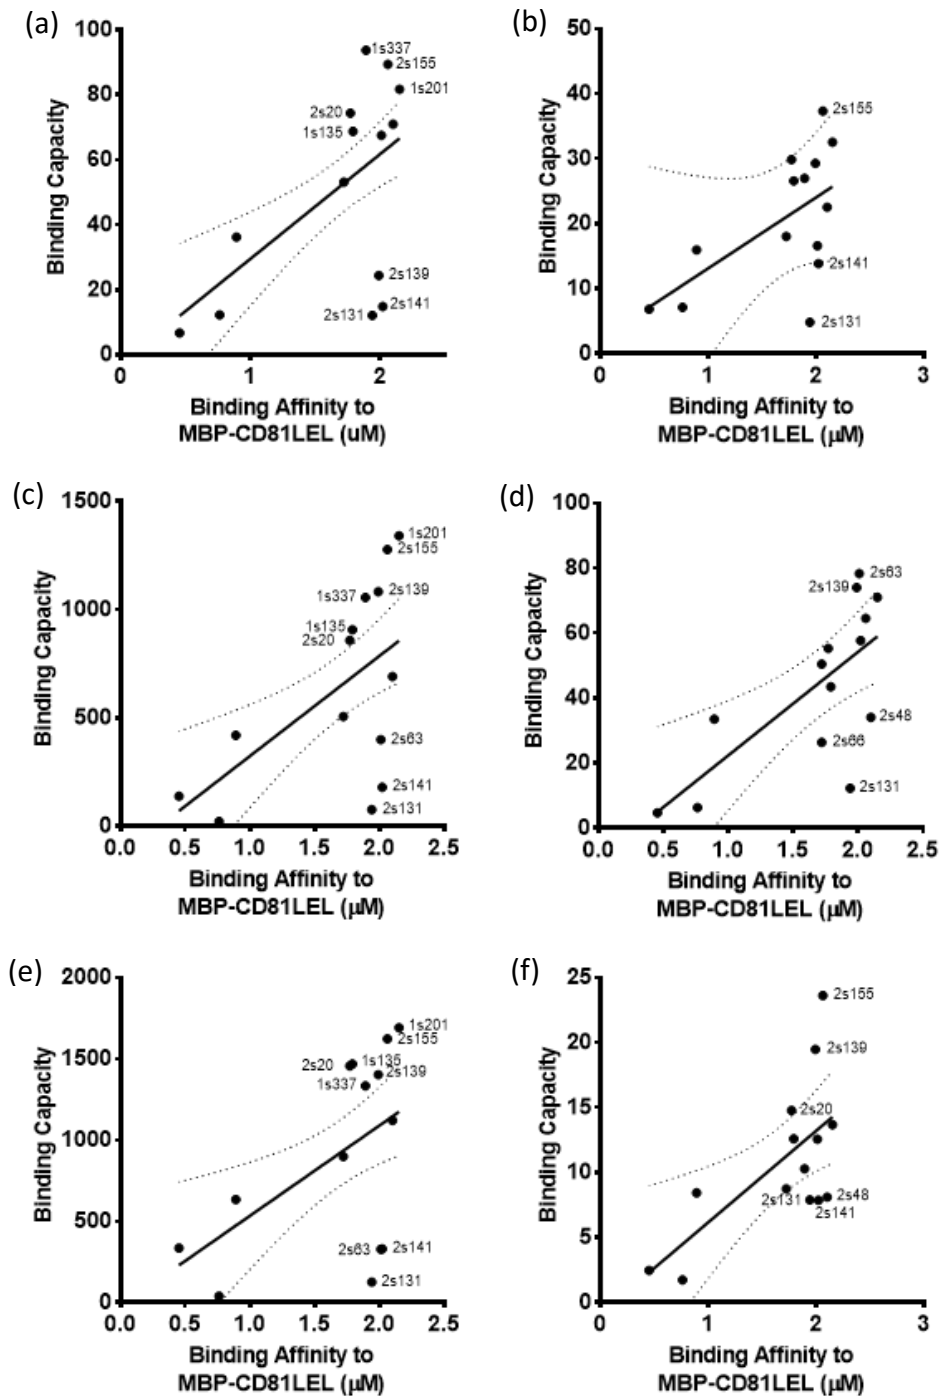 (a)
100
80
60
40
20
0
Binding Capacity
1s337
2s155
1s201
2s20
1s135
2s139
2s141
2s131
0 1 2
Binding Affinity to
MBP-CD81LEL (uM)
(b)
50
40
30
20
10
0
Binding Capacity
2s155
2s141
2s131
0 1 2 3
Binding Affinity to
MBP-CD81LEL (μM)
(c)
1500
1000
500
0
Binding Capacity
1s201
2s155
1s337
2s139
1s135
2s20
2s63
2s141
2s131
0.0 0.5 1.0 1.5 2.0 2.5
Binding Affinity to
MBP-CD81LEL (μM)
(d)
100
80
60
40
20
0
Binding Capacity
2s63
2s139
2s48
2s66
2s131
0.0 0.5 1.0 1.5 2.0 2.5
Binding Affinity to
MBP-CD81LEL (μM)
(e)
2000
1500
1000
500
0
Binding Capacity
1s201
2s155
2s20
1s135
2s139
1s337
2s63
2s141
2s131
0.0 0.5 1.0 1.5 2.0 2.5
Binding Affinity to
MBP-CD81LEL (μM)
(f)
25
20
15
10
5
0
Binding Capacity
2s155
2s139
2s20
2s131
2s48
2s141
0 1 2 3
Binding Affinity to
MBP-CD81LEL (μM)